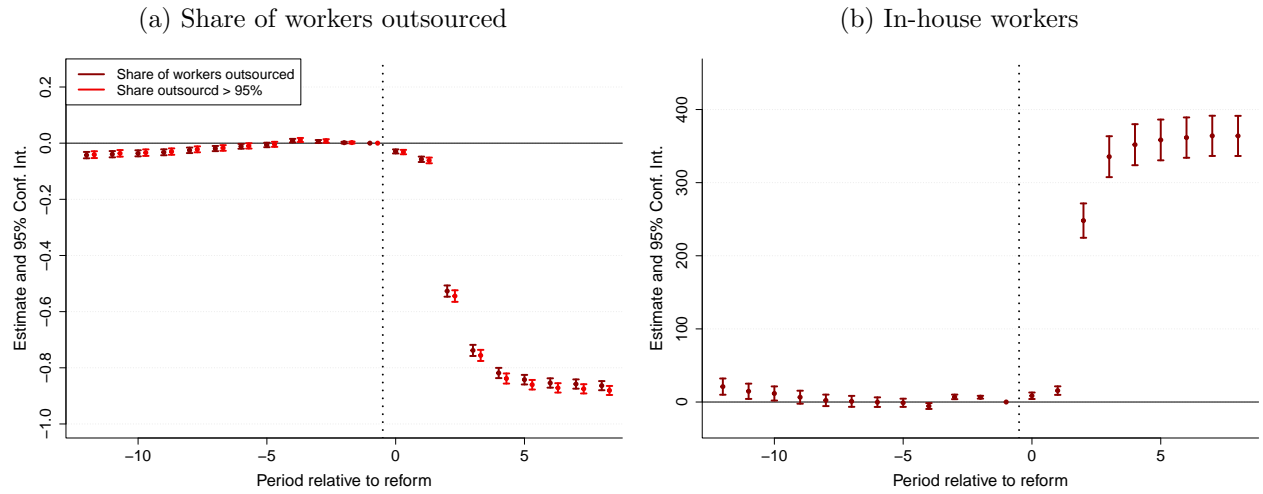 (a) Share of workers outsourced
Share of workers outsourced
Share outsourcd > 95%
Estimate and 95% Conf. Int.
0.2
0.0
−0.2
−0.4
−0.6
−0.8
−1.0
−10 −5 0 5
Period relative to reform
(b) In-house workers
Estimate and 95% Conf. Int.
400
300
200
100
0
−10 −5 0 5
Period relative to reform